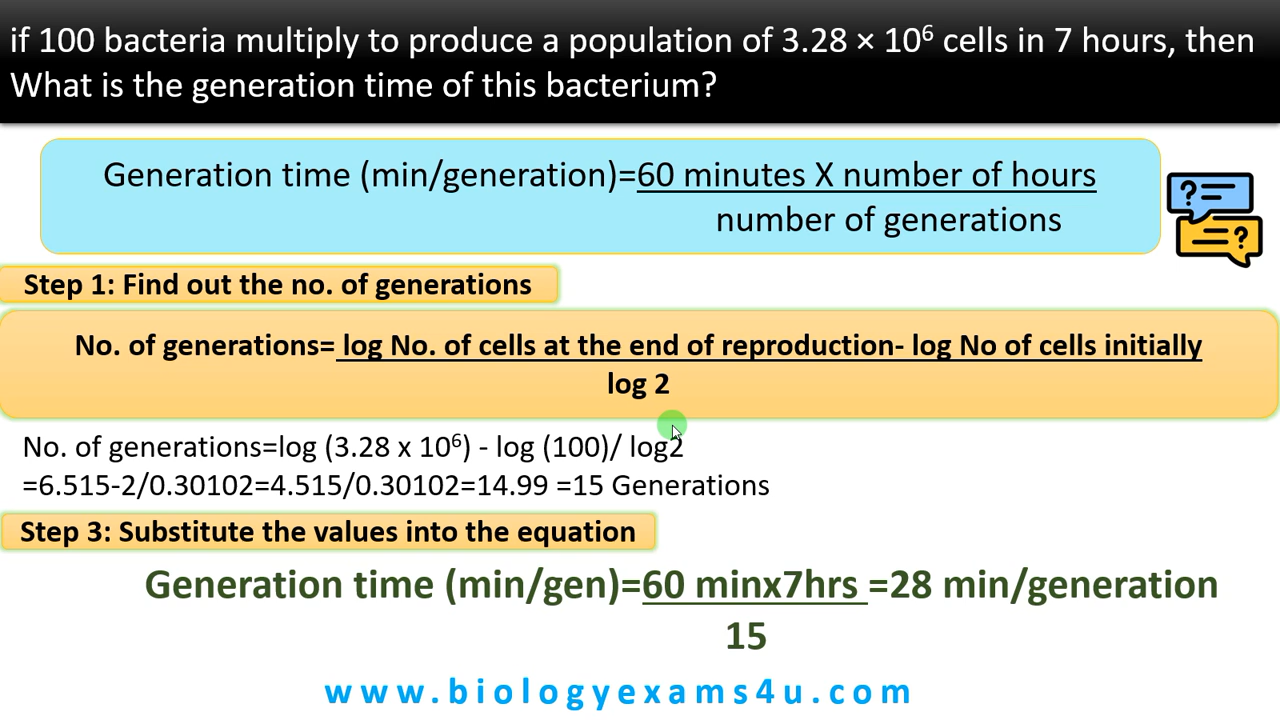 if 100 bacteria multiply to produce a population of 3.28 × 10⁶ cells in 7 hours, then
What is the generation time of this bacterium?
Generation time (min/generation)=60 minutes X number of hours
number of generations
?
?
Step 1: Find out the no. of generations
No. of generations= log No. of cells at the end of reproduction- log No of cells initially
log 2
No. of generations=log (3.28 x 10⁶) - log (100)/ log2
=6.515-2/0.30102=4.515/0.30102=14.99 =15 Generations
Step 3: Substitute the values into the equation
Generation time (min/gen)=60 minx7hrs =28 min/generation
15
www.biologyexams4u.com